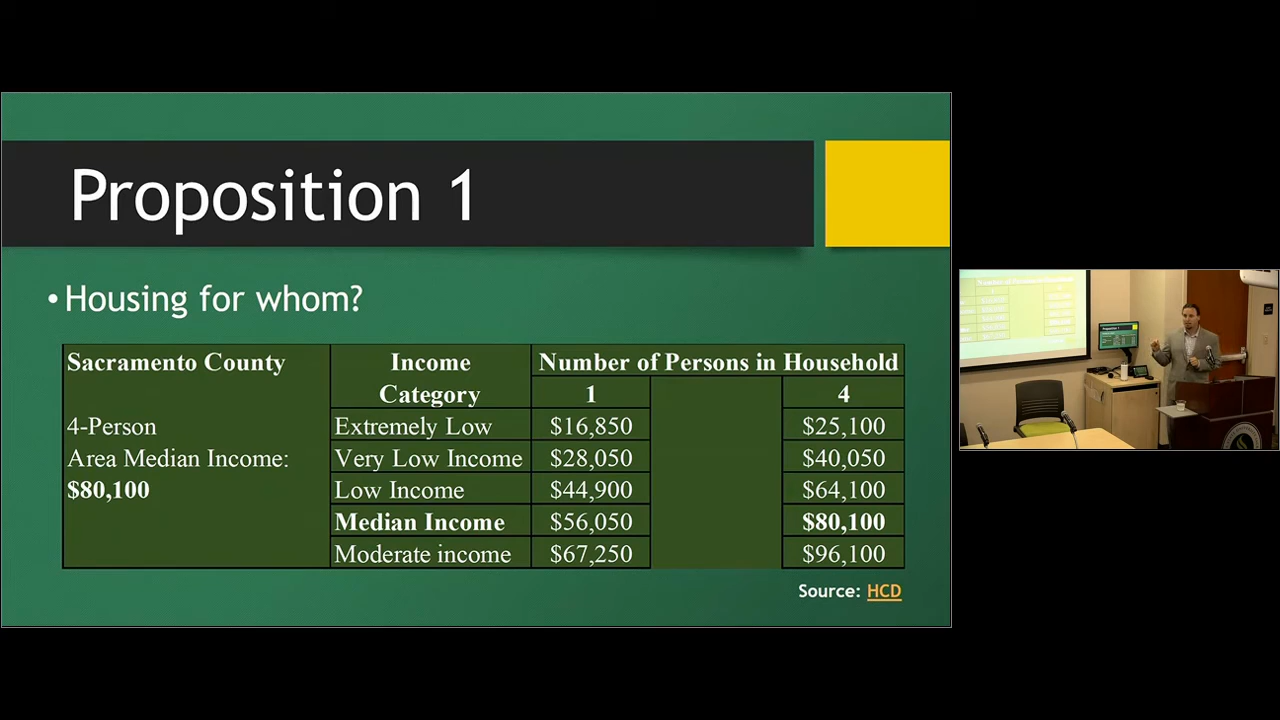 Proposition 1
•Housing for whom?
Sacramento County
Income
Category
Number of Persons in Household
1
4
4-Person
Extremely Low
$16,850
$25,100
Area Median Income:
Very Low Income
$28,050
$40,050
$80,100
Low Income
$44,900
$64,100
Median Income
$56,050
$80,100
Moderate income
$67,250
$96,100
Source: HCD